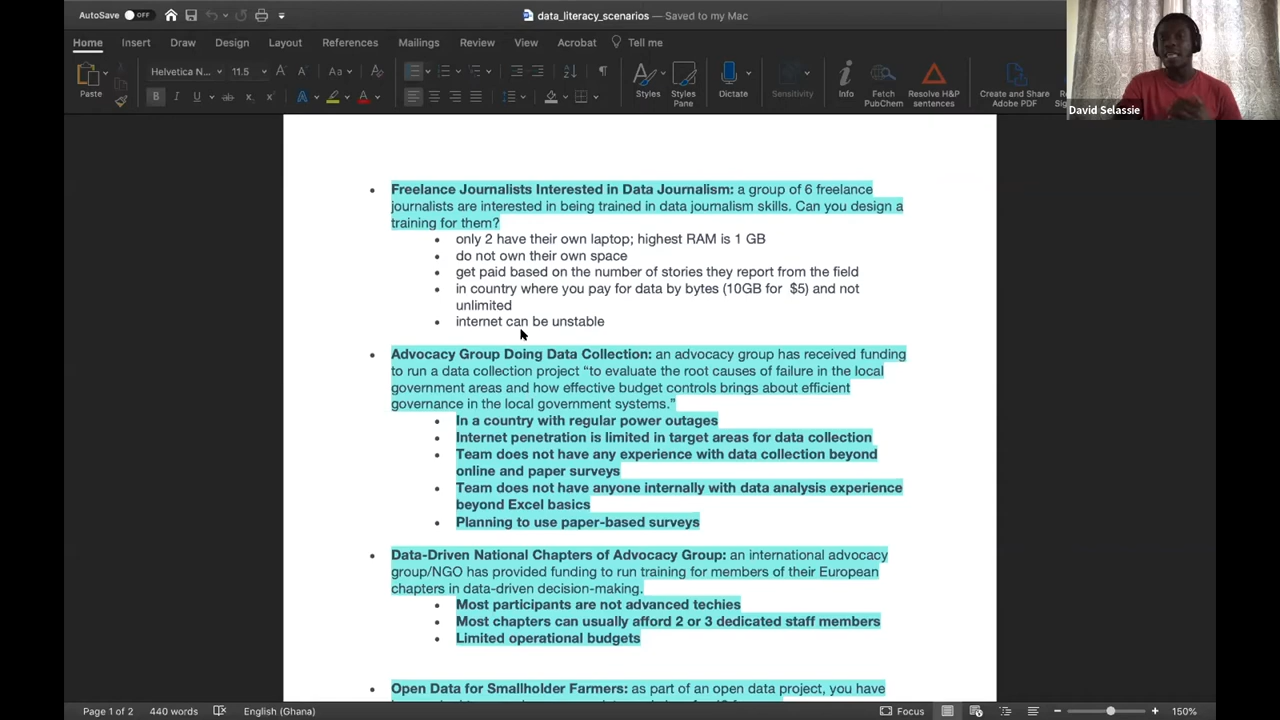 AutoSave OFF
data_literacy_scenarios — Saved to my Mac
Home Insert Draw Design Layout References Mailings Review View Acrobat Tell me
Helvetica N... 11.5
Paste
Styles
Styles Pane
Dictate
Sensitivity
Info
Fetch PubChem
Resolve H&P sentences
Create and Share Adobe PDF
David Selassie
• Freelance Journalists Interested in Data Journalism: a group of 6 freelance
journalists are interested in being trained in data journalism skills. Can you design a
training for them?
• only 2 have their own laptop; highest RAM is 1 GB
• do not own their own space
• get paid based on the number of stories they report from the field
• in country where you pay for data by bytes (10GB for $5) and not
unlimited
• internet can be unstable
• Advocacy Group Doing Data Collection: an advocacy group has received funding
to run a data collection project “to evaluate the root causes of failure in the local
government areas and how effective budget controls brings about efficient
governance in the local government systems.”
• In a country with regular power outages
• Internet penetration is limited in target areas for data collection
• Team does not have any experience with data collection beyond
online and paper surveys
• Team does not have anyone internally with data analysis experience
beyond Excel basics
• Planning to use paper-based surveys
• Data-Driven National Chapters of Advocacy Group: an international advocacy
group/NGO has provided funding to run training for members of their European
chapters in data-driven decision-making.
• Most participants are not advanced techies
• Most chapters can usually afford 2 or 3 dedicated staff members
• Limited operational budgets
• Open Data for Smallholder Farmers: as part of an open data project, you have
Page 1 of 2 440 words English (Ghana) Focus 150%